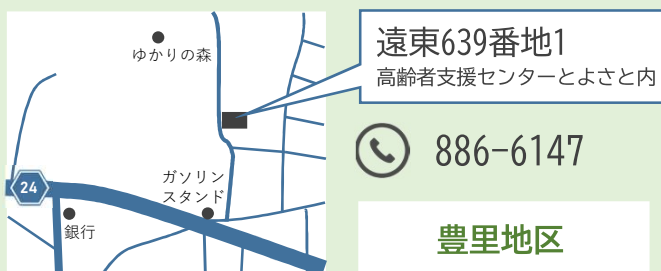 ゆかりの森
遠東639番地1
高齢者支援センターとよさと内
886-6147
ガソリン
スタンド
24
銀行
豊里地区